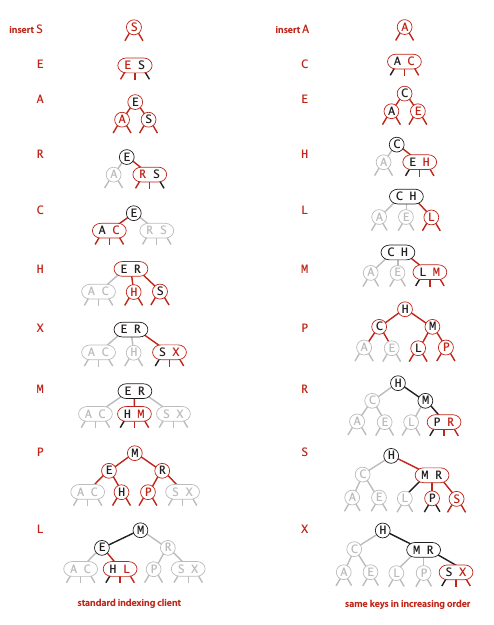 insert S S
E E S
A E
A S
R E
A R S
C E
A C R S
H E R
A C H S
X E R
A C H S X
M E R
A C H M S X
P M
E R
A C H P S X
L M
E R
A C H L P S X
standard indexing client
insert A A
C A C
E C
A E
H C
A E H
L C H
A E L
M C H
A E L M
P H
C M
A E L P
R H
C M
A E L P R
S H
C M R
A E L P S
X H
C M R
A E L P S X
same keys in increasing order